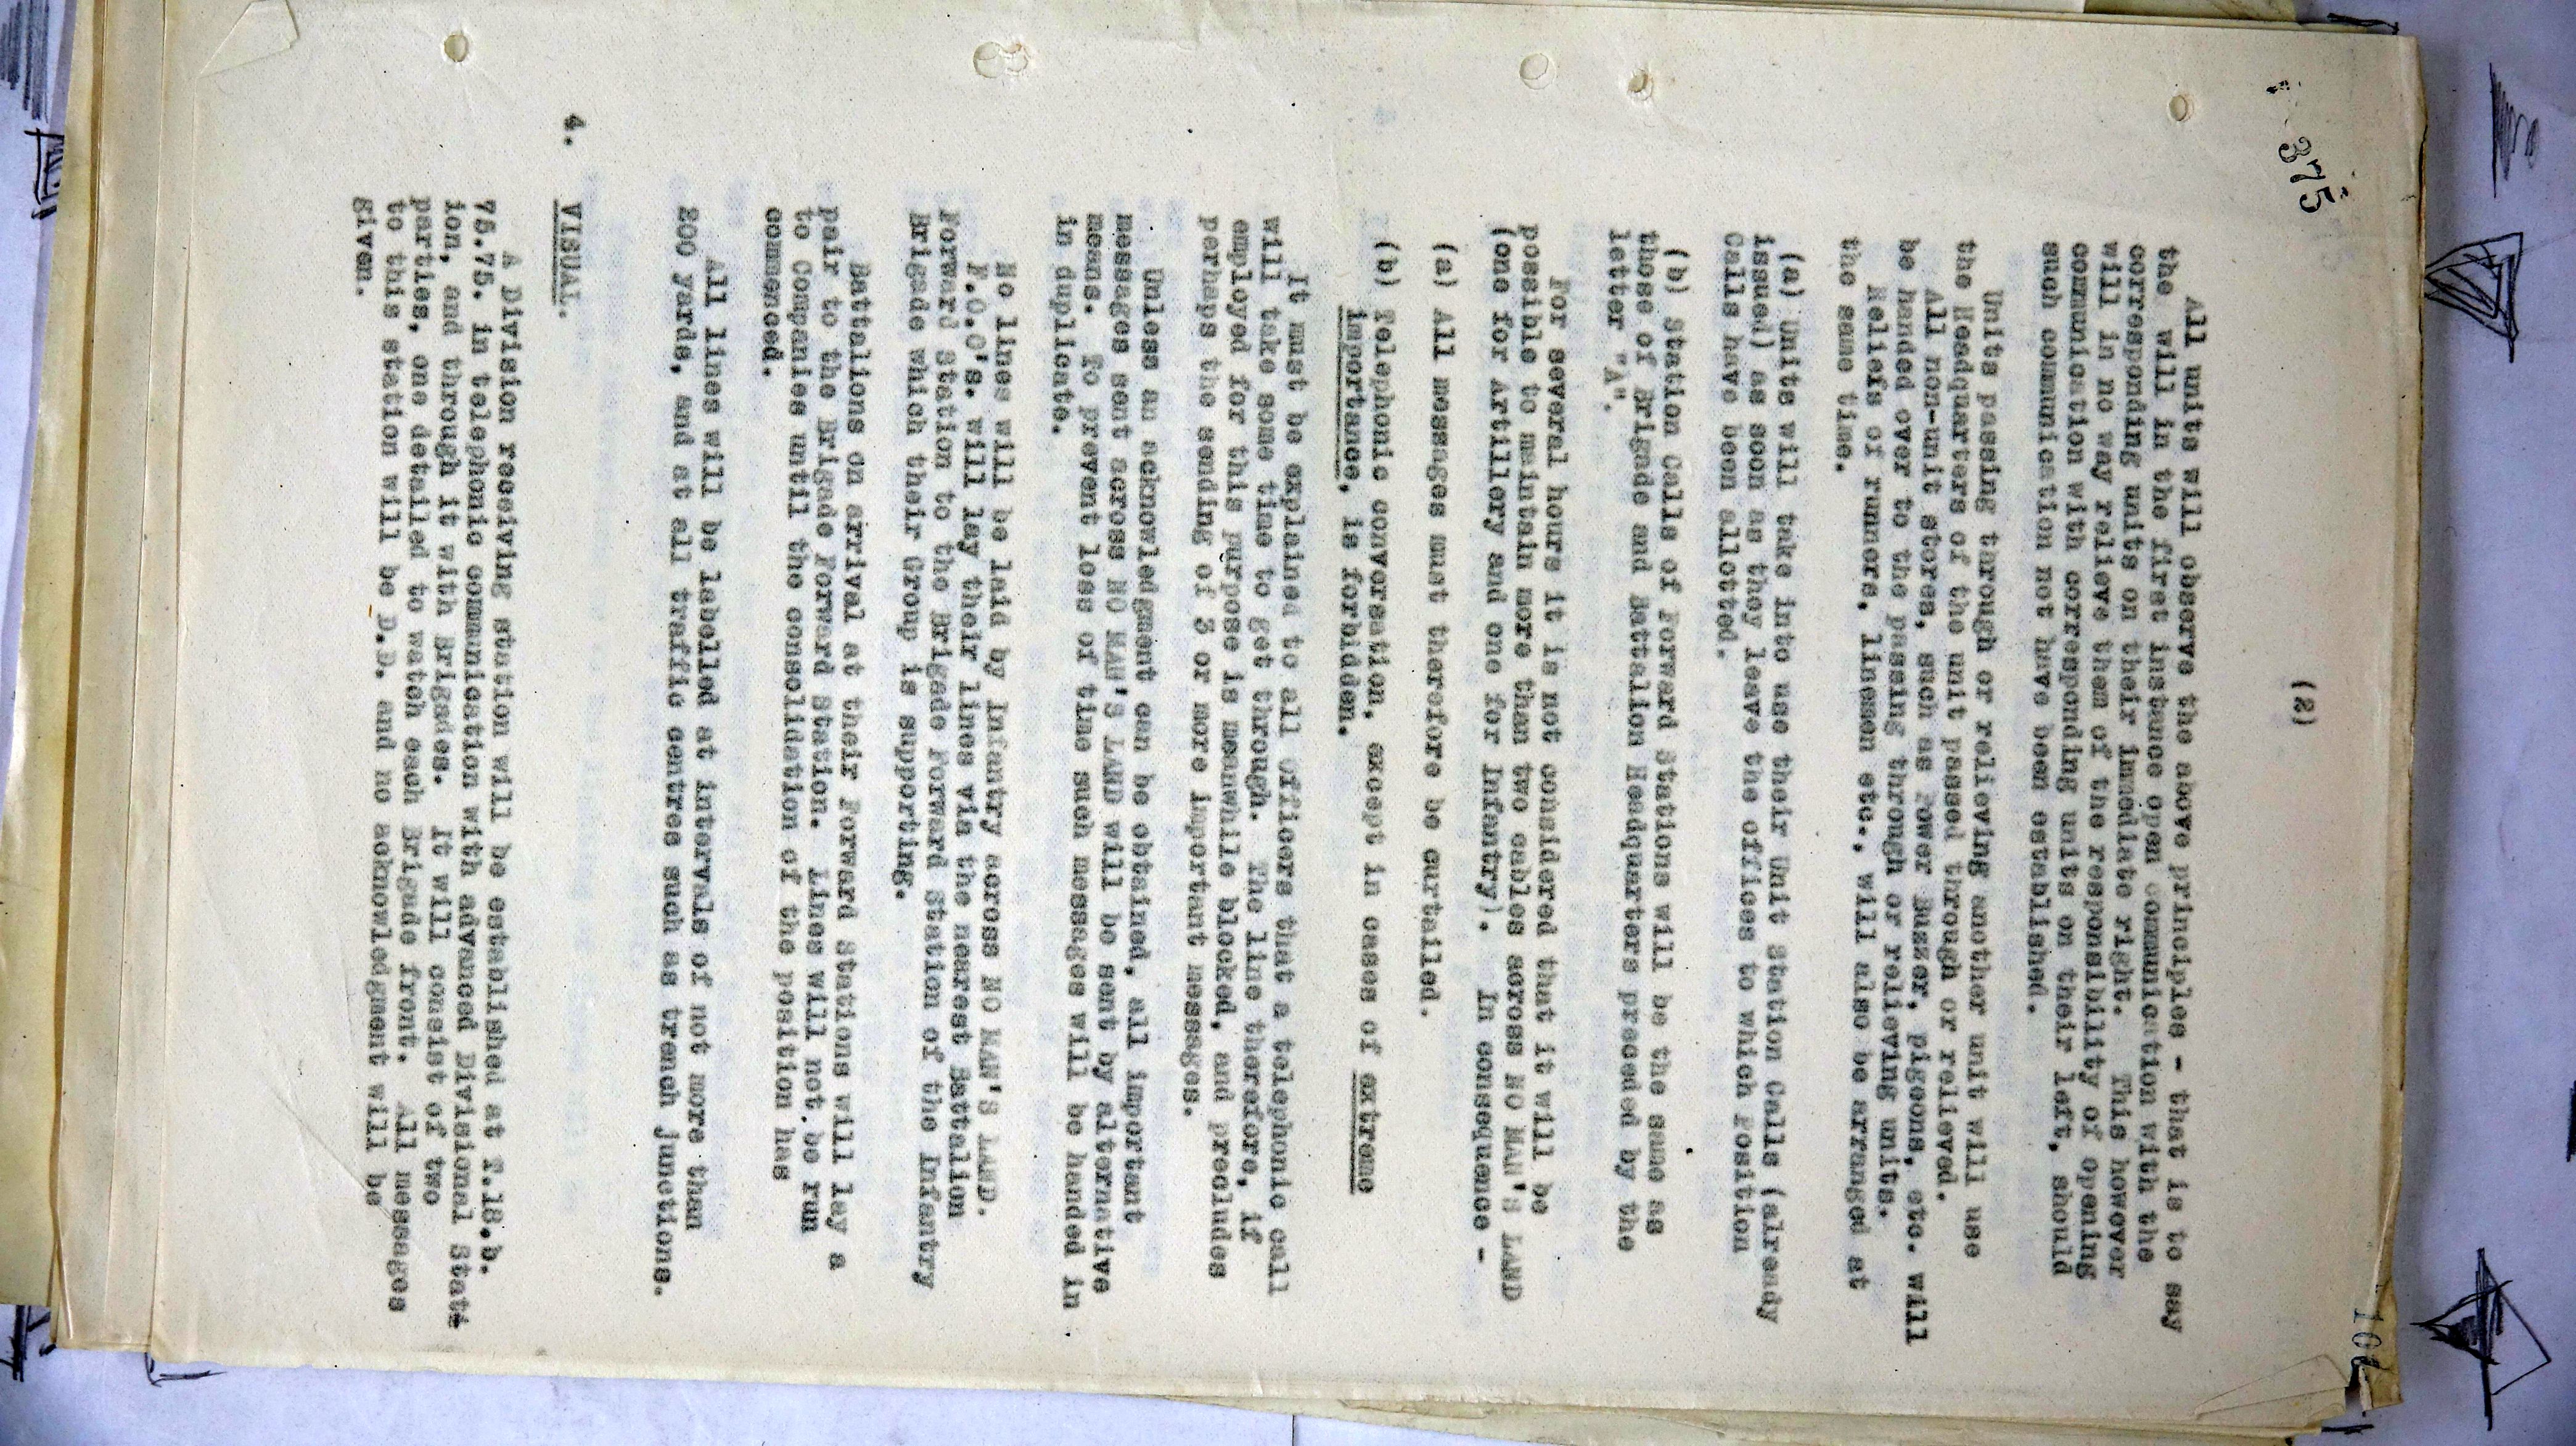 375
(2)
102
All units will observe the above principle - that is to say
the will in the first instance open communication with the
corresponding units on their immediate right. This however
will in no way relieve them of the responsibility of opening
communication with corresponding units on their left, should
such communication not have been established.
Units passing through or relieving another unit will use
the Headquarters of the unit passed through or relieved.
All non-unit stores, such as Power Buzzer, pigeons, etc. will
be handed over to the passing through or relieving units.
Reliefs of runners, linemen etc., will also be arranged at
the same time.
(a) Units will take into use their Unit Station Calls (already
issued) as soon as they leave the offices to which Position
Calls have been allotted.
(b) Station Calls of Forward Stations will be the same as
those of Brigade and Battalion Headquarters preceded by the
letter "A".
For several hours it is not considered that it will be
possible to maintain more than two cables across NO MAN'S LAND
(one for Artillery and one for Infantry). In consequence -
(a) All messages must therefore be curtailed.
(b) Telephonic conversation, except in cases of extreme
importance, is forbidden.
It must be explained to all officers that a telephonic call
will take some time to get through. The line therefore, if
employed for this purpose is meanwhile blocked, and precludes
perhaps the sending of 3 or more important messages.
Unless an acknowledgment can be obtained, all important
messages sent across NO MAN'S LAND will be sent by alternative
means. To prevent loss of time such messages will be handed in
in duplicate.
No lines will be laid by Infantry across NO MAN'S LAND.
F.O.O's. will lay their lines via the nearest Battalion
Forward Station to the Brigade Forward Station of the Infantry
Brigade which their Group is supporting.
Battalions on arrival at their Forward Stations will lay a
pair to the Brigade Forward Station. Lines will not be run
to Companies until the consolidation of the position has
commenced.
All lines will be labelled at intervals of not more than
200 yards, and at all traffic centres such as trench junctions.
4. VISUAL.
A Division receiving station will be established at T.18.b.
75.75. in telephonic communication with advanced Divisional Stat
ion, and through it with Brigades. It will consist of two
parties, one detailed to watch each Brigade front. All messages
to this station will be D.D. and no acknowledgment will be
given.